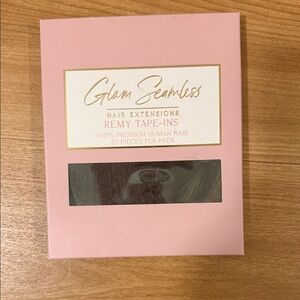 Glam Seamless
HAIR EXTENSIONS
REMY TAPE-INS
100% PREMIUM HUMAN HAIR
20 PIECES PER PACK